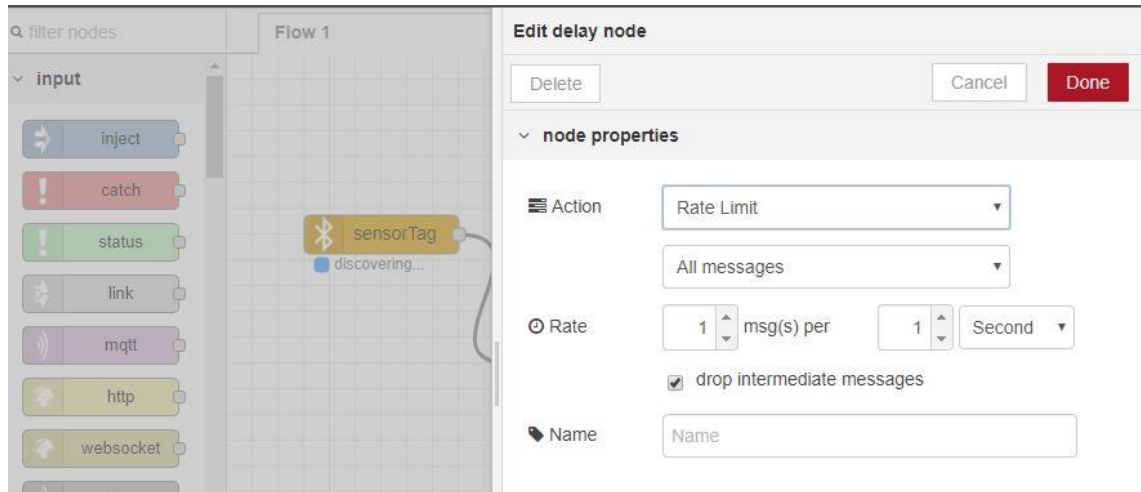 filter nodes
input
inject
catch
status
link
mqtt
http
websocket
Flow 1
sensorTag
discovering...
Edit delay node
Delete
Cancel
Done
node properties
Action
Rate Limit
All messages
Rate
1 msg(s) per 1 Second
drop intermediate messages
Name
Name